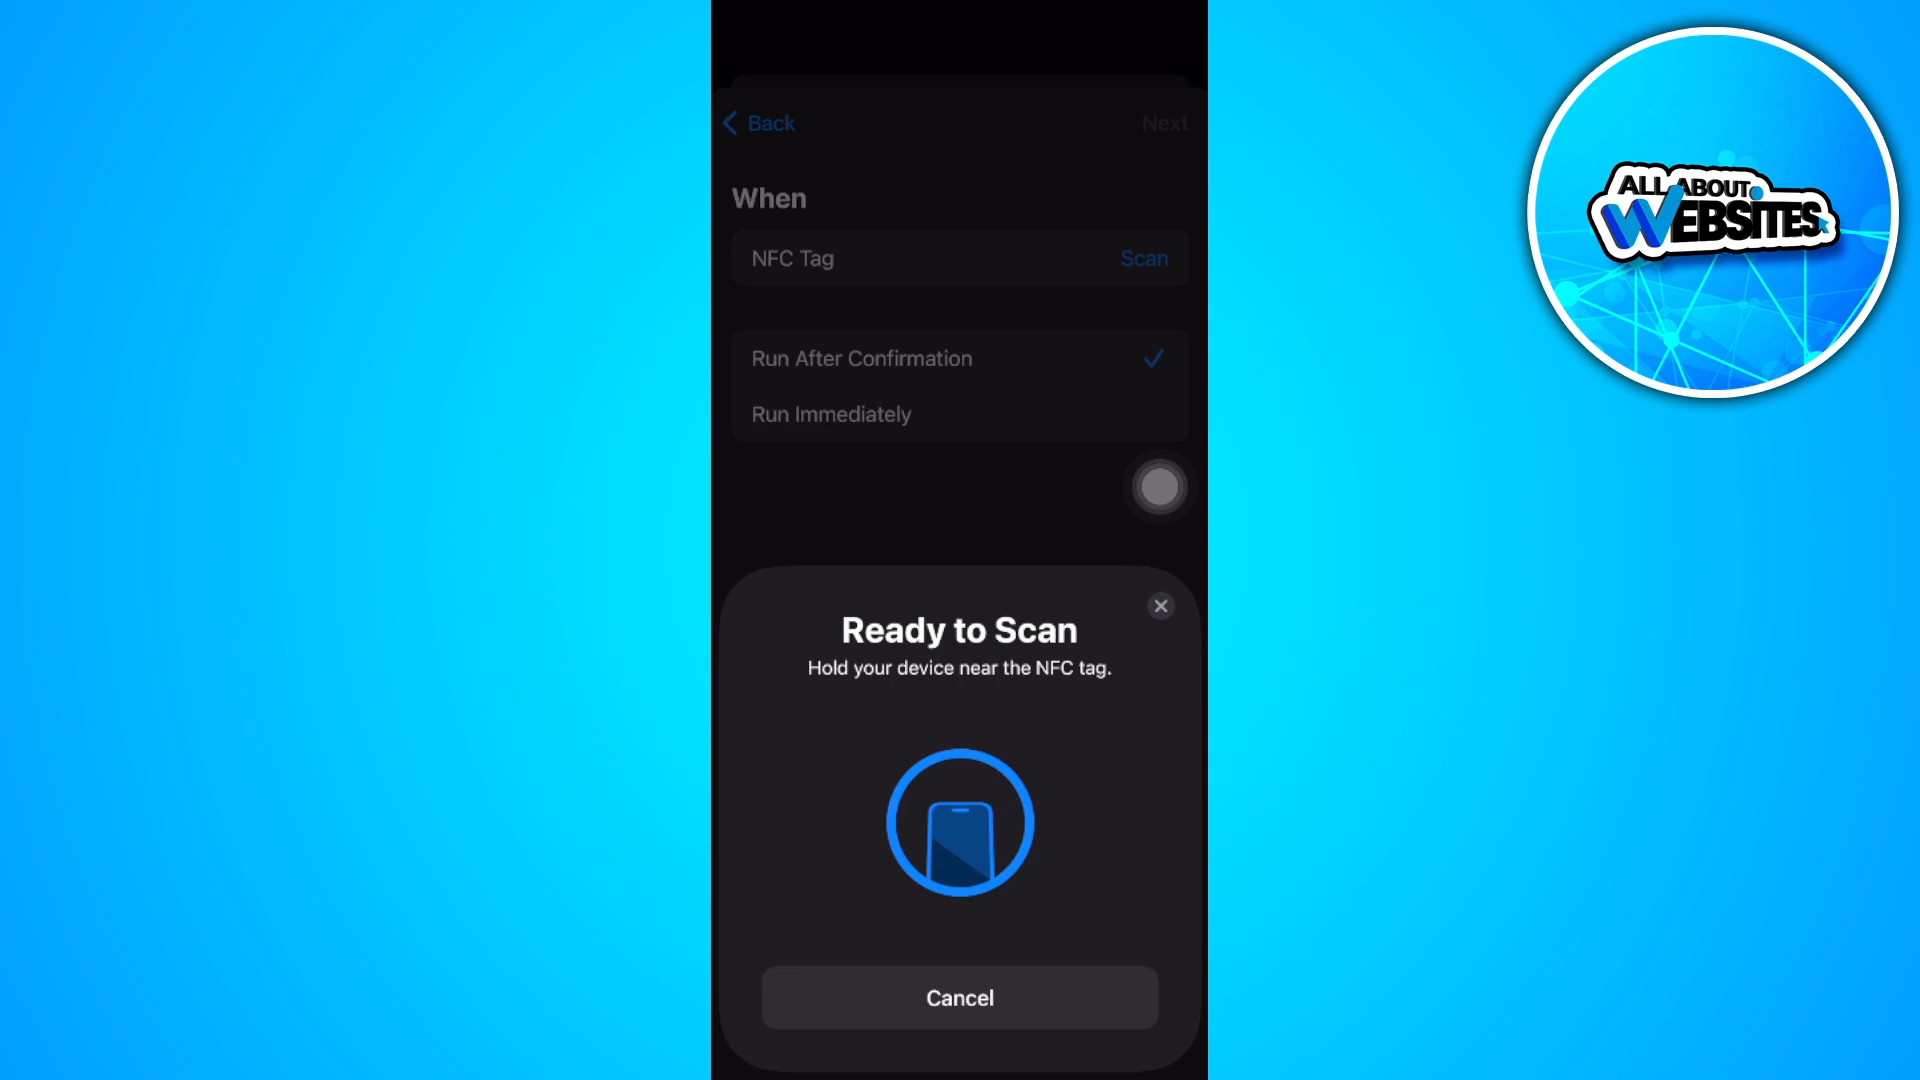 Back
Next
When
NFC Tag
Scan
Run After Confirmation
Run Immediately
Ready to Scan
Hold your device near the NFC tag.
Cancel
ALL ABOUT
WEBSITES